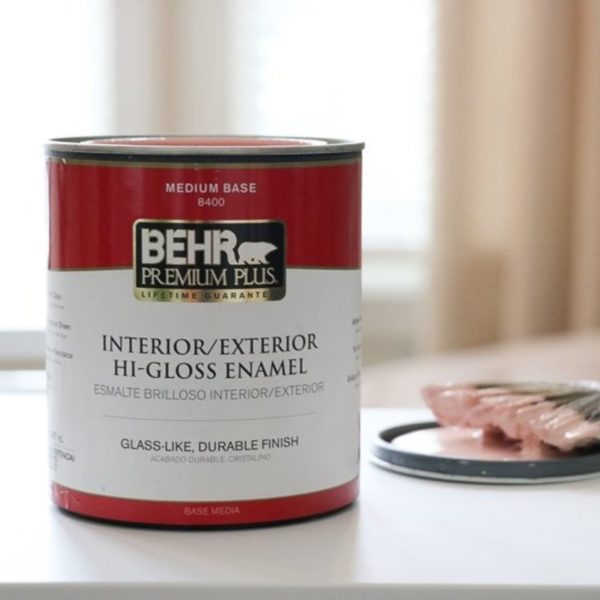 MEDIUM BASE
8400
BEHR
PREMIUM PLUS
LIFETIME GUARANTEE
INTERIOR/EXTERIOR
HI-GLOSS ENAMEL
ESMALTE BRILLOSO INTERIOR/EXTERIOR
GLASS-LIKE, DURABLE FINISH
ACABADO DURABLE, CRISTALINO
BASE MEDIA